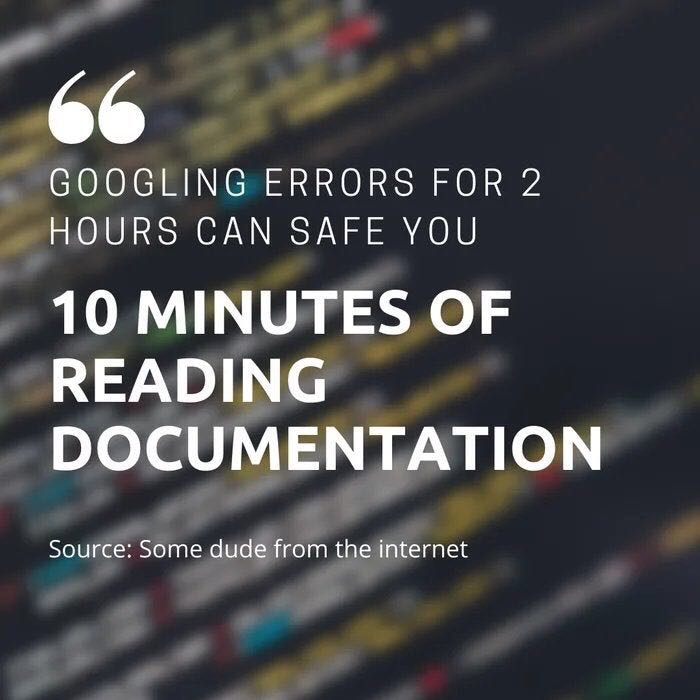 ❝
GOOGLING ERRORS FOR 2
HOURS CAN SAFE YOU
10 MINUTES OF
READING
DOCUMENTATION
Source: Some dude from the internet